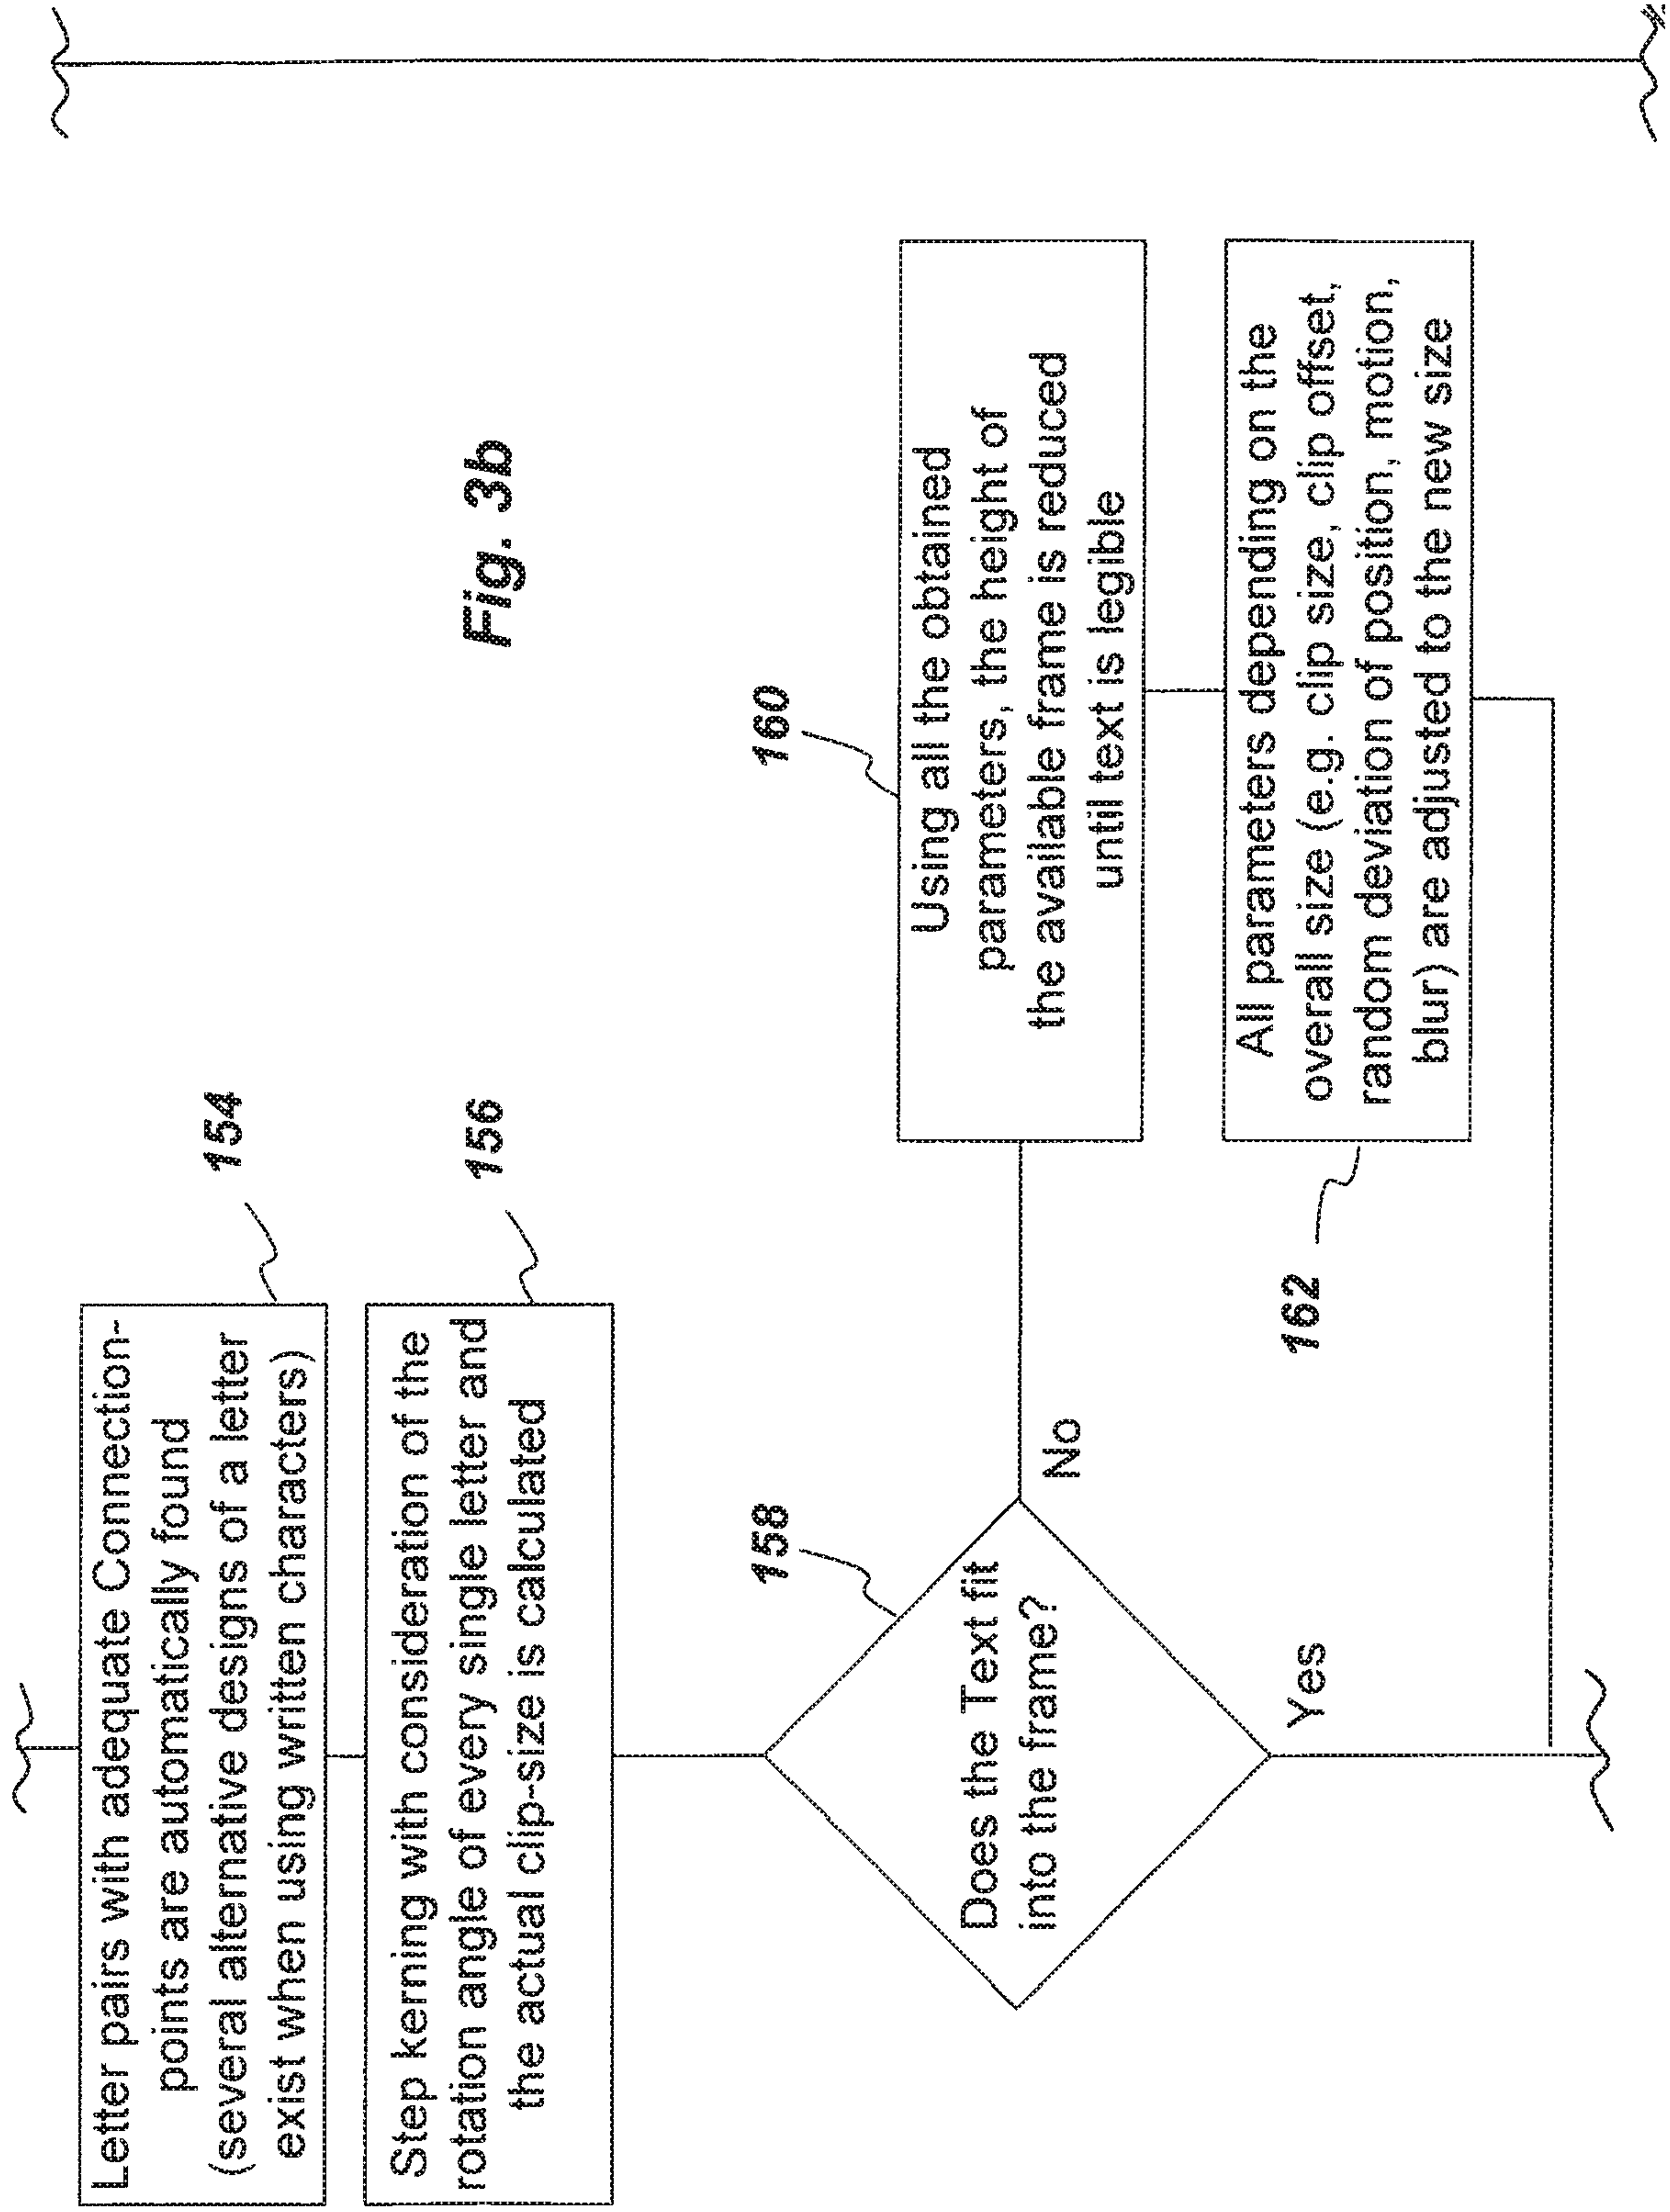 Letter pairs with adequate Connection-
points are automatically found
(several alternative designs of a letter
exist when using written characters)
154
Step kerning with consideration of the
rotation angle of every single letter and
the actual clip-size is calculated
156
Fig. 3b
Does the Text fit
into the frame?
158
No
Yes
160
Using all the obtained
parameters, the height of
the available frame is reduced
until text is legible
All parameters depending on the
overall size (e.g. clip size, clip offset,
random deviation of position, motion,
blur) are adjusted to the new size
162